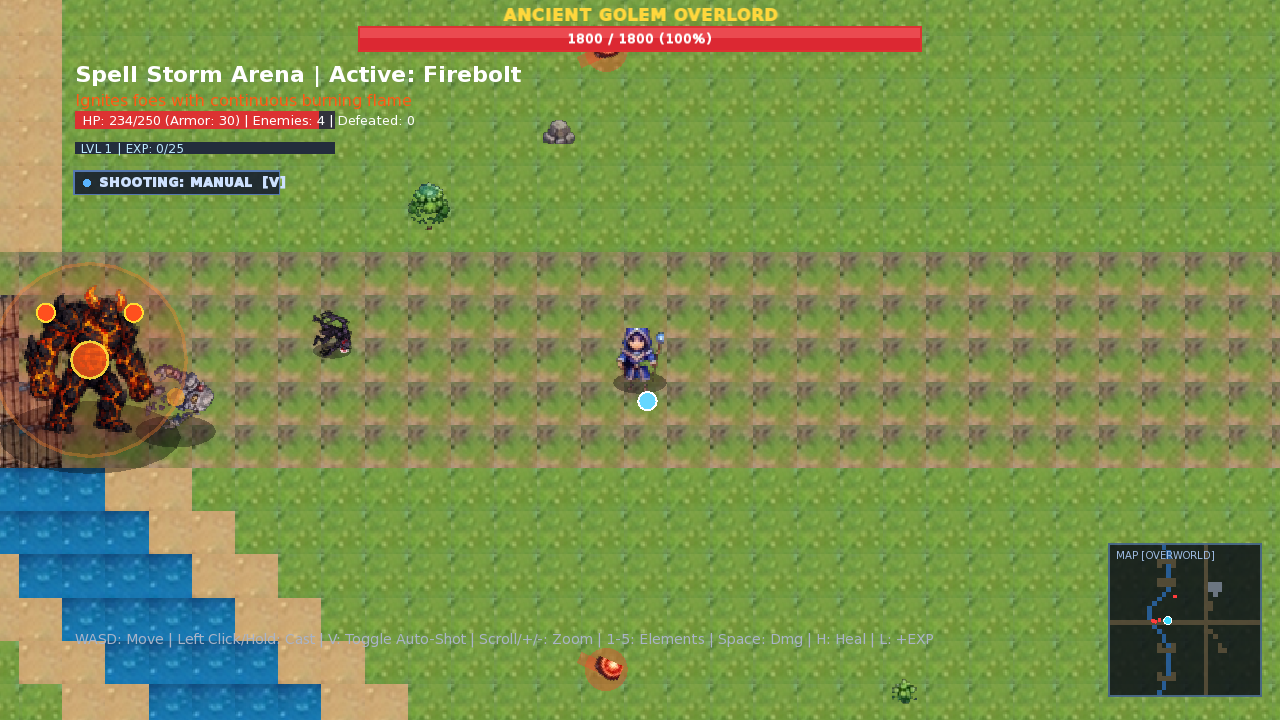 ANCIENT GOLEM OVERLORD
1800 / 1800 (100%)
Spell Storm Arena | Active: Firebolt
Ignites foes with continuous burning flame
HP: 234/250 (Armor: 30) | Enemies: 4 | Defeated: 0
LVL 1 | EXP: 0/25
SHOOTING: MANUAL [V]
MAP [OVERWORLD]
WASD: Move | Left Click/Hold: Cast | V: Toggle Auto-Shot | Scroll/+/-: Zoom | 1-5: Elements | Space: Dmg | H: Heal | L: +EXP